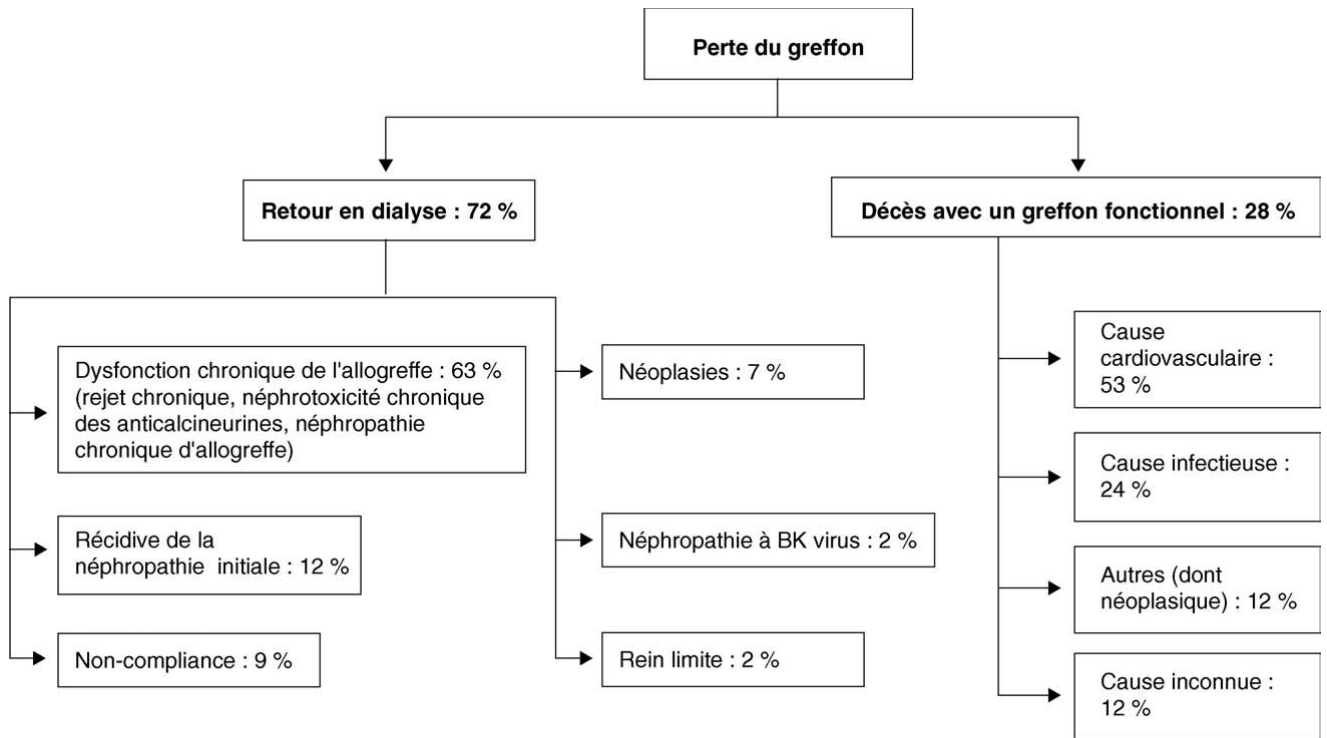 Perte du greffon
Retour en dialyse : 72 %
Décès avec un greffon fonctionnel : 28 %
Dysfonction chronique de l'allogreffe : 63 %
(rejet chronique, néphrotoxicité chronique
des anticalcineurines, néphropathie
chronique d'allogreffe)
Récidive de la
néphropathie initiale : 12 %
Non-compliance : 9 %
Néoplasies : 7 %
Néphropathie à BK virus : 2 %
Rein limite : 2 %
Cause
cardiovasculaire :
53 %
Cause infectieuse :
24 %
Autres (dont
néoplasique) : 12 %
Cause inconnue :
12 %